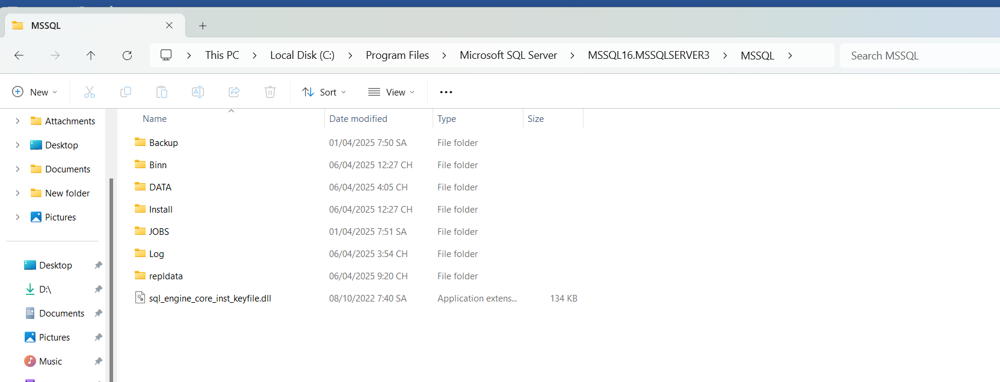 MSSQL
This PC > Local Disk (C:) > Program Files > Microsoft SQL Server > MSSQL16.MSSQLSERVER3 > MSSQL >
Search MSSQL
New
Sort
View
Attachments
Desktop
Documents
New folder
Pictures
Desktop
D:\
Documents
Pictures
Music
Name Date modified Type Size
Backup 01/04/2025 7:50 SA File folder
Binn 06/04/2025 12:27 CH File folder
DATA 06/04/2025 4:05 CH File folder
Install 06/04/2025 12:27 CH File folder
JOBS 01/04/2025 7:51 SA File folder
Log 06/04/2025 3:54 CH File folder
repldata 06/04/2025 9:20 CH File folder
sql_engine_core_inst_keyfile.dll 08/10/2022 7:40 SA Application extens... 134 KB